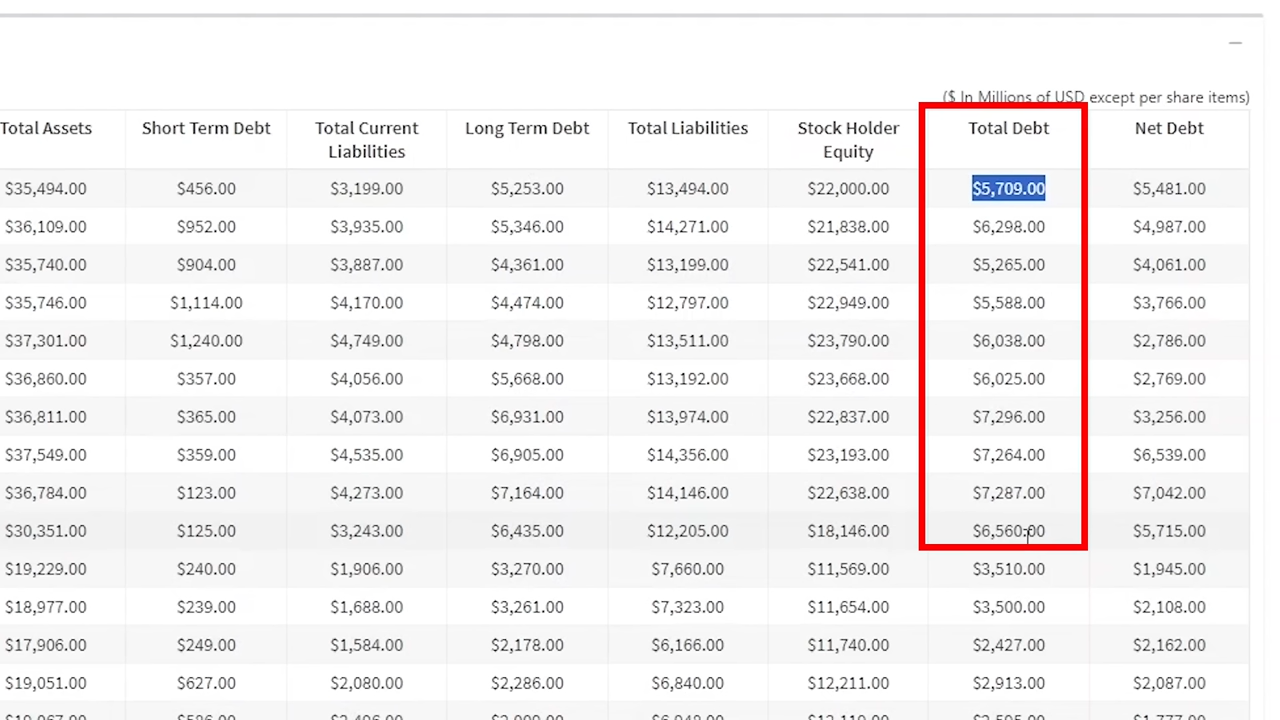 ($ In Millions of USD except per share items)
Total Assets Short Term Debt Total Current Liabilities Long Term Debt Total Liabilities Stock Holder Equity Total Debt Net Debt
$35,494.00 $456.00 $3,199.00 $5,253.00 $13,494.00 $22,000.00 $5,709.00 $5,481.00
$36,109.00 $952.00 $3,935.00 $5,346.00 $14,271.00 $21,838.00 $6,298.00 $4,987.00
$35,740.00 $904.00 $3,887.00 $4,361.00 $13,199.00 $22,541.00 $5,265.00 $4,061.00
$35,746.00 $1,114.00 $4,170.00 $4,474.00 $12,797.00 $22,949.00 $5,588.00 $3,766.00
$37,301.00 $1,240.00 $4,749.00 $4,798.00 $13,511.00 $23,790.00 $6,038.00 $2,786.00
$36,860.00 $357.00 $4,056.00 $5,668.00 $13,192.00 $23,668.00 $6,025.00 $2,769.00
$36,811.00 $365.00 $4,073.00 $6,931.00 $13,974.00 $22,837.00 $7,296.00 $3,256.00
$37,549.00 $359.00 $4,535.00 $6,905.00 $14,356.00 $23,193.00 $7,264.00 $6,539.00
$36,784.00 $123.00 $4,273.00 $7,164.00 $14,146.00 $22,638.00 $7,287.00 $7,042.00
$30,351.00 $125.00 $3,243.00 $6,435.00 $12,205.00 $18,146.00 $6,560.00 $5,715.00
$19,229.00 $240.00 $1,906.00 $3,270.00 $7,660.00 $11,569.00 $3,510.00 $1,945.00
$18,977.00 $239.00 $1,688.00 $3,261.00 $7,323.00 $11,654.00 $3,500.00 $2,108.00
$17,906.00 $249.00 $1,584.00 $2,178.00 $6,166.00 $11,740.00 $2,427.00 $2,162.00
$19,051.00 $627.00 $2,080.00 $2,286.00 $6,840.00 $12,211.00 $2,913.00 $2,087.00